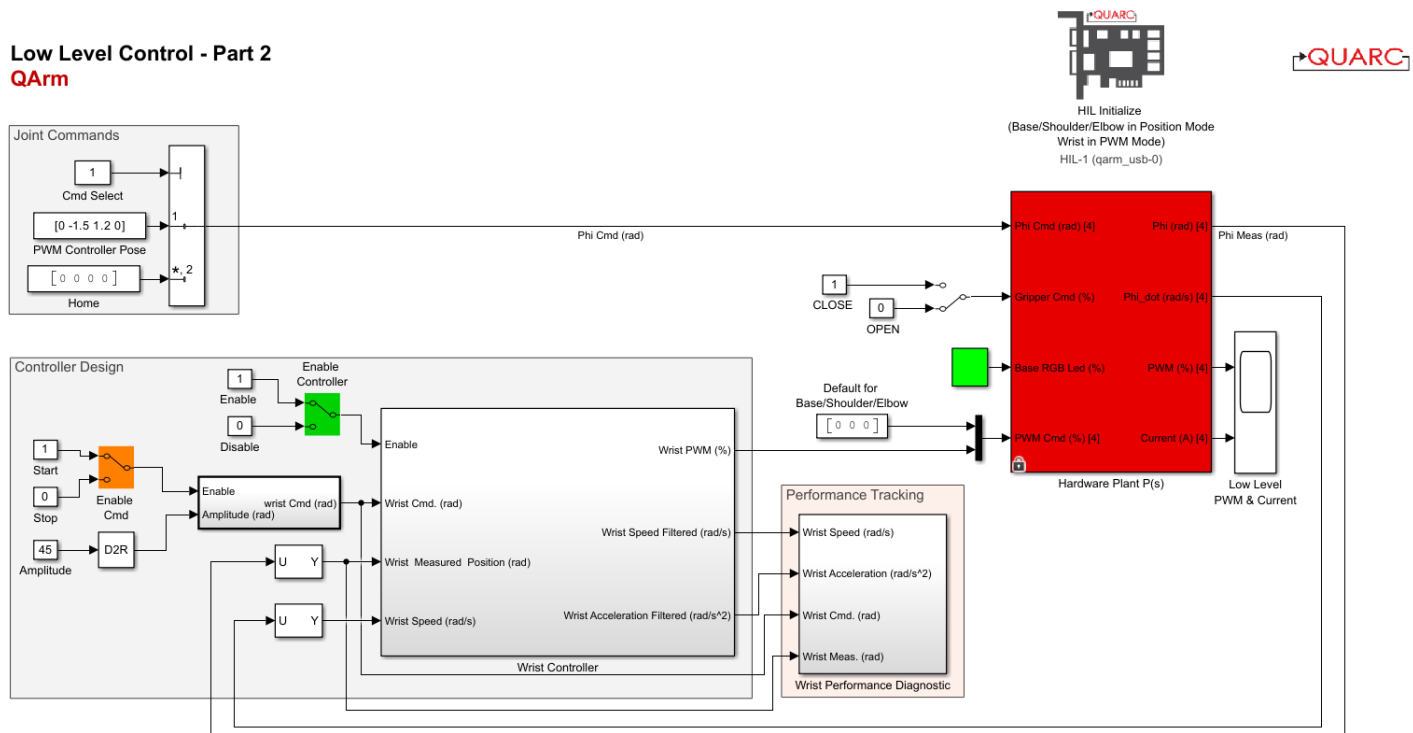 QUARC
Low Level Control - Part 2
QArm
QUARC
HIL Initialize
(Base/Shoulder/Elbow in Position Mode
Wrist in PWM Mode)
HIL-1 (qarm_usb-0)
Joint Commands
1
Cmd Select
[0 -1.5 1.2 0]
PWM Controller Pose
[ 0 0 0 0 ]
Home
1
*, 2
Phi Cmd (rad)
1
CLOSE
0
OPEN
Default for
Base/Shoulder/Elbow
[ 0 0 0 ]
Phi Cmd (rad) [4]
Gripper Cmd (%)
Base RGB Led (%)
PWM Cmd (%) [4]
Phi (rad) [4]
Phi_dot (rad/s) [4]
PWM (%) [4]
Current (A) [4]
Hardware Plant P(s)
Phi Meas (rad)
Low Level
PWM & Current
Controller Design
1
Enable
0
Disable
Enable
Controller
1
Start
0
Stop
Enable
Cmd
45
Amplitude
D2R
Enable
Amplitude (rad)
wrist Cmd (rad)
U Y
U Y
Enable
Wrist Cmd. (rad)
Wrist Measured Position (rad)
Wrist Speed (rad/s)
Wrist PWM (%)
Wrist Speed Filtered (rad/s)
Wrist Acceleration Filtered (rad/s^2)
Wrist Controller
Performance Tracking
Wrist Speed (rad/s)
Wrist Acceleration (rad/s^2)
Wrist Cmd. (rad)
Wrist Meas. (rad)
Wrist Performance Diagnostic